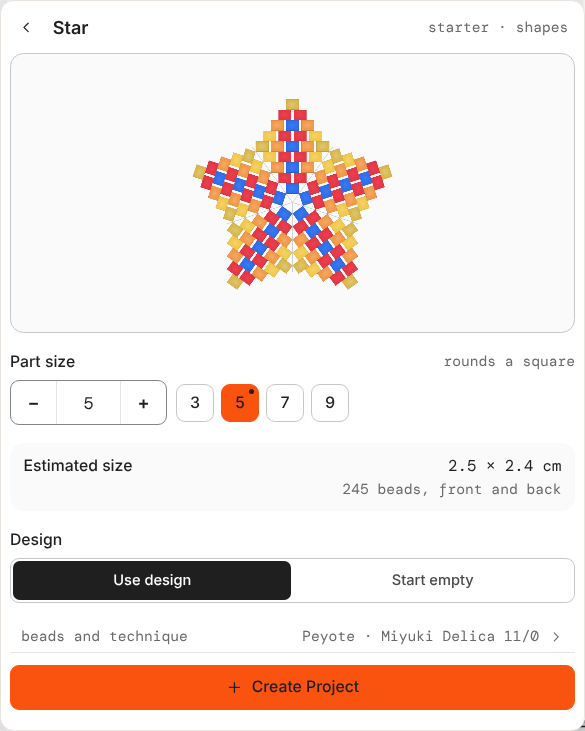 Star
starter · shapes
Part size
rounds a square
− 5 + 3 5 7 9
Estimated size
2.5 × 2.4 cm
245 beads, front and back
Design
Use design
Start empty
beads and technique
Peyote · Miyuki Delica 11/0
+ Create Project